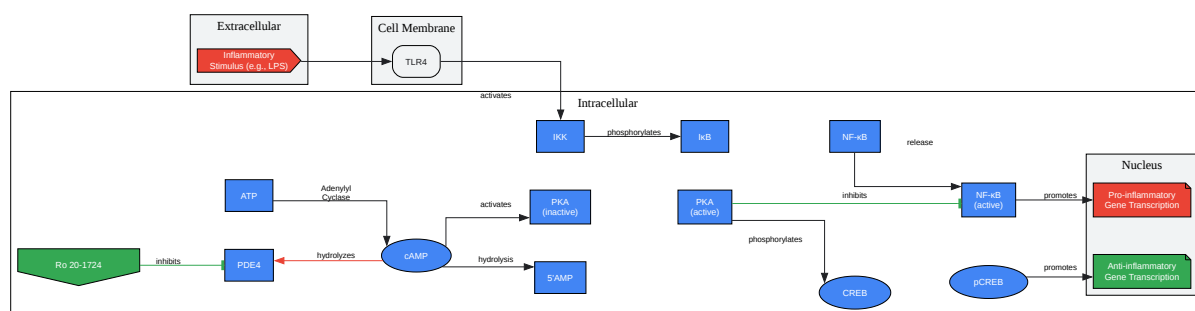 Extracellular
Inflammatory
Stimulus (e.g., LPS)
Cell Membrane
TLR4
activates
Intracellular
IKK
phosphorylates
IκB
NF-κB
release
Nucleus
ATP
Adenylyl
Cyclase
activates
PKA
(inactive)
PKA
(active)
inhibits
NF-κB
(active)
promotes
Pro-inflammatory
Gene Transcription
phosphorylates
Ro 20-1724
inhibits
PDE4
hydrolyzes
cAMP
hydrolysis
5'AMP
CREB
pCREB
promotes
Anti-inflammatory
Gene Transcription